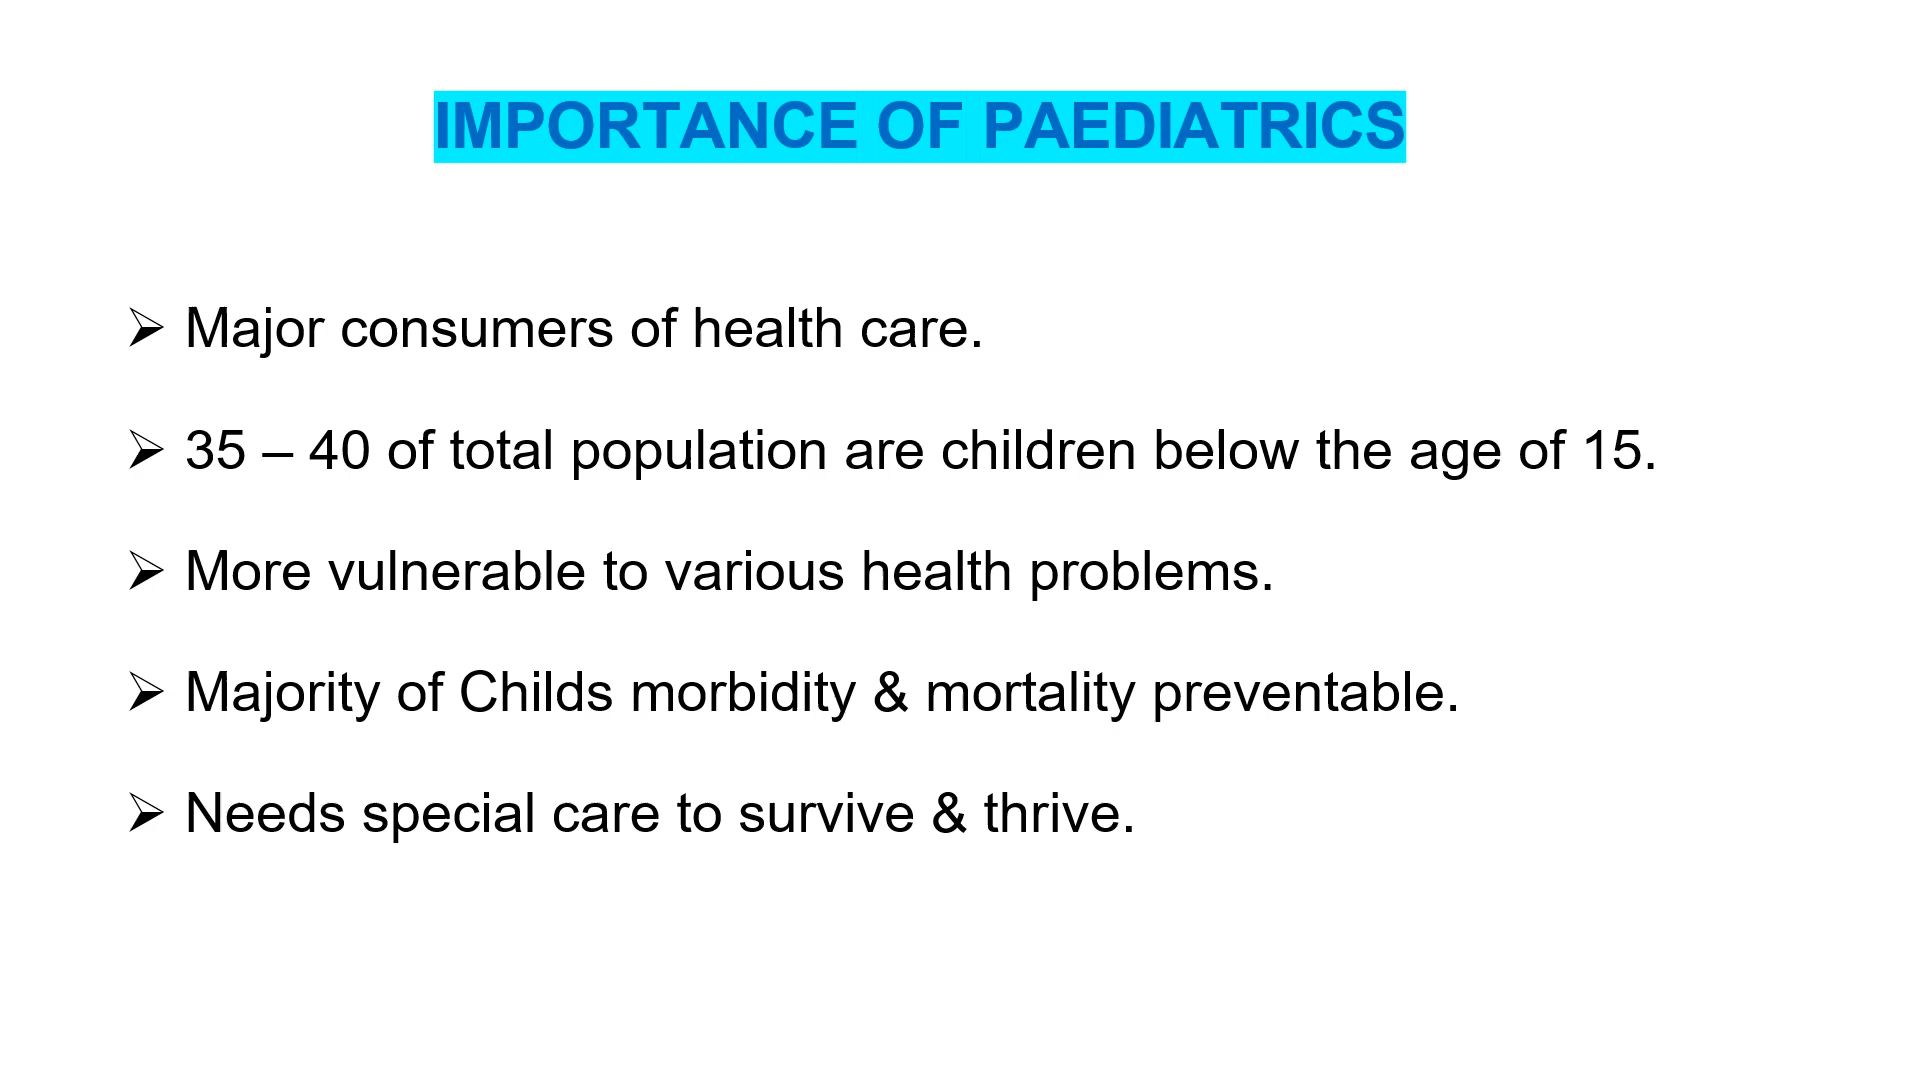 IMPORTANCE OF PAEDIATRICS
➢ Major consumers of health care.
➢ 35 – 40 of total population are children below the age of 15.
➢ More vulnerable to various health problems.
➢ Majority of Childs morbidity & mortality preventable.
➢ Needs special care to survive & thrive.